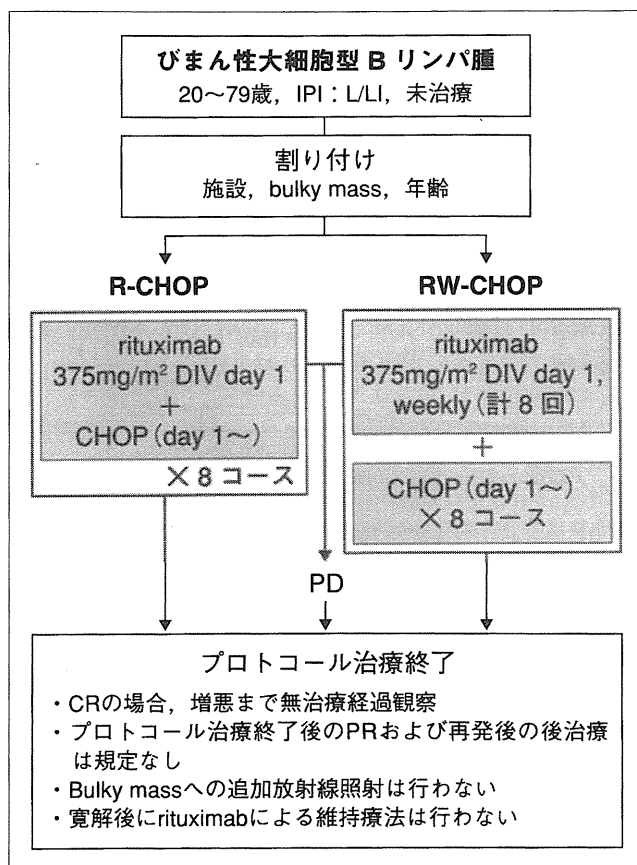 びまん性大細胞型 B リンパ腫
20〜79歳，IPI：L/LI，未治療
割り付け
施設，bulky mass，年齢
R-CHOP
rituximab
375mg/m² DIV day 1
＋
CHOP（day 1〜）
× 8 コース
RW-CHOP
rituximab
375mg/m² DIV day 1,
weekly（計 8 回）
＋
CHOP（day 1〜）
× 8 コース
PD
プロトコール治療終了
・CRの場合，増悪まで無治療経過観察
・プロトコール治療終了後のPRおよび再発後の後治療
は規定なし
・Bulky massへの追加放射線照射は行わない
・寛解後にrituximabによる維持療法は行わない